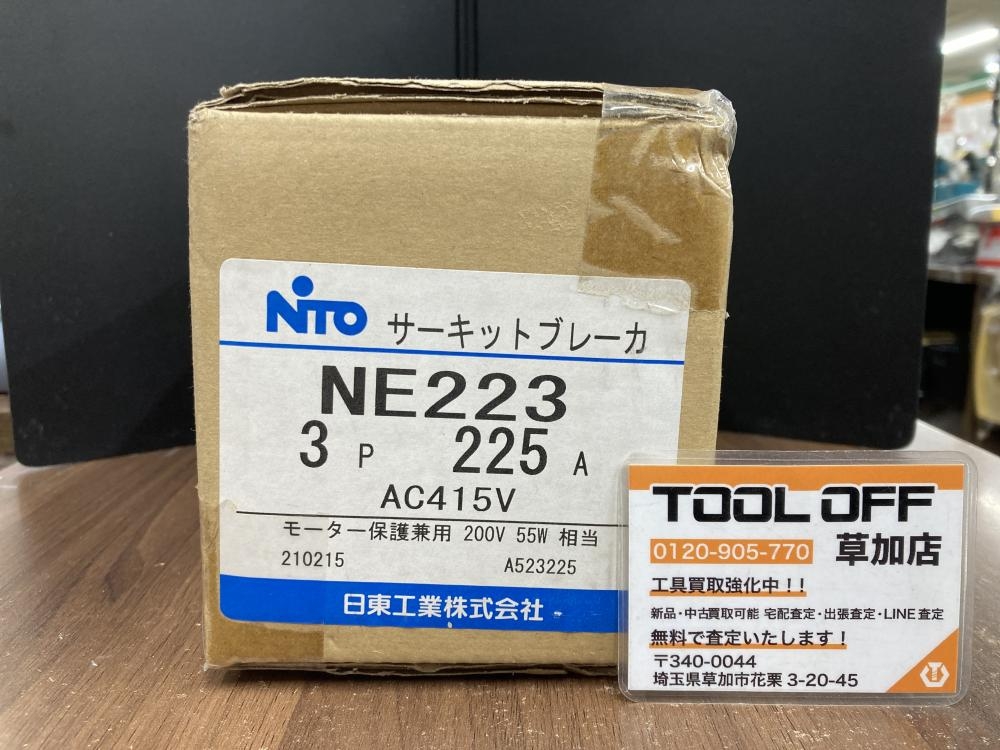 NITO サーキットブレーカ
NE223
3 P 225 A
AC415V
モーター保護兼用 200V 55W 相当
210215 A523225
日東工業株式会社
TOOL OFF
0120-905-770 草加店
工具買取強化中!!
新品・中古買取可能 宅配査定・出張査定・LINE査定
無料で査定いたします!
〒340-0044
埼玉県草加市花栗3-20-45